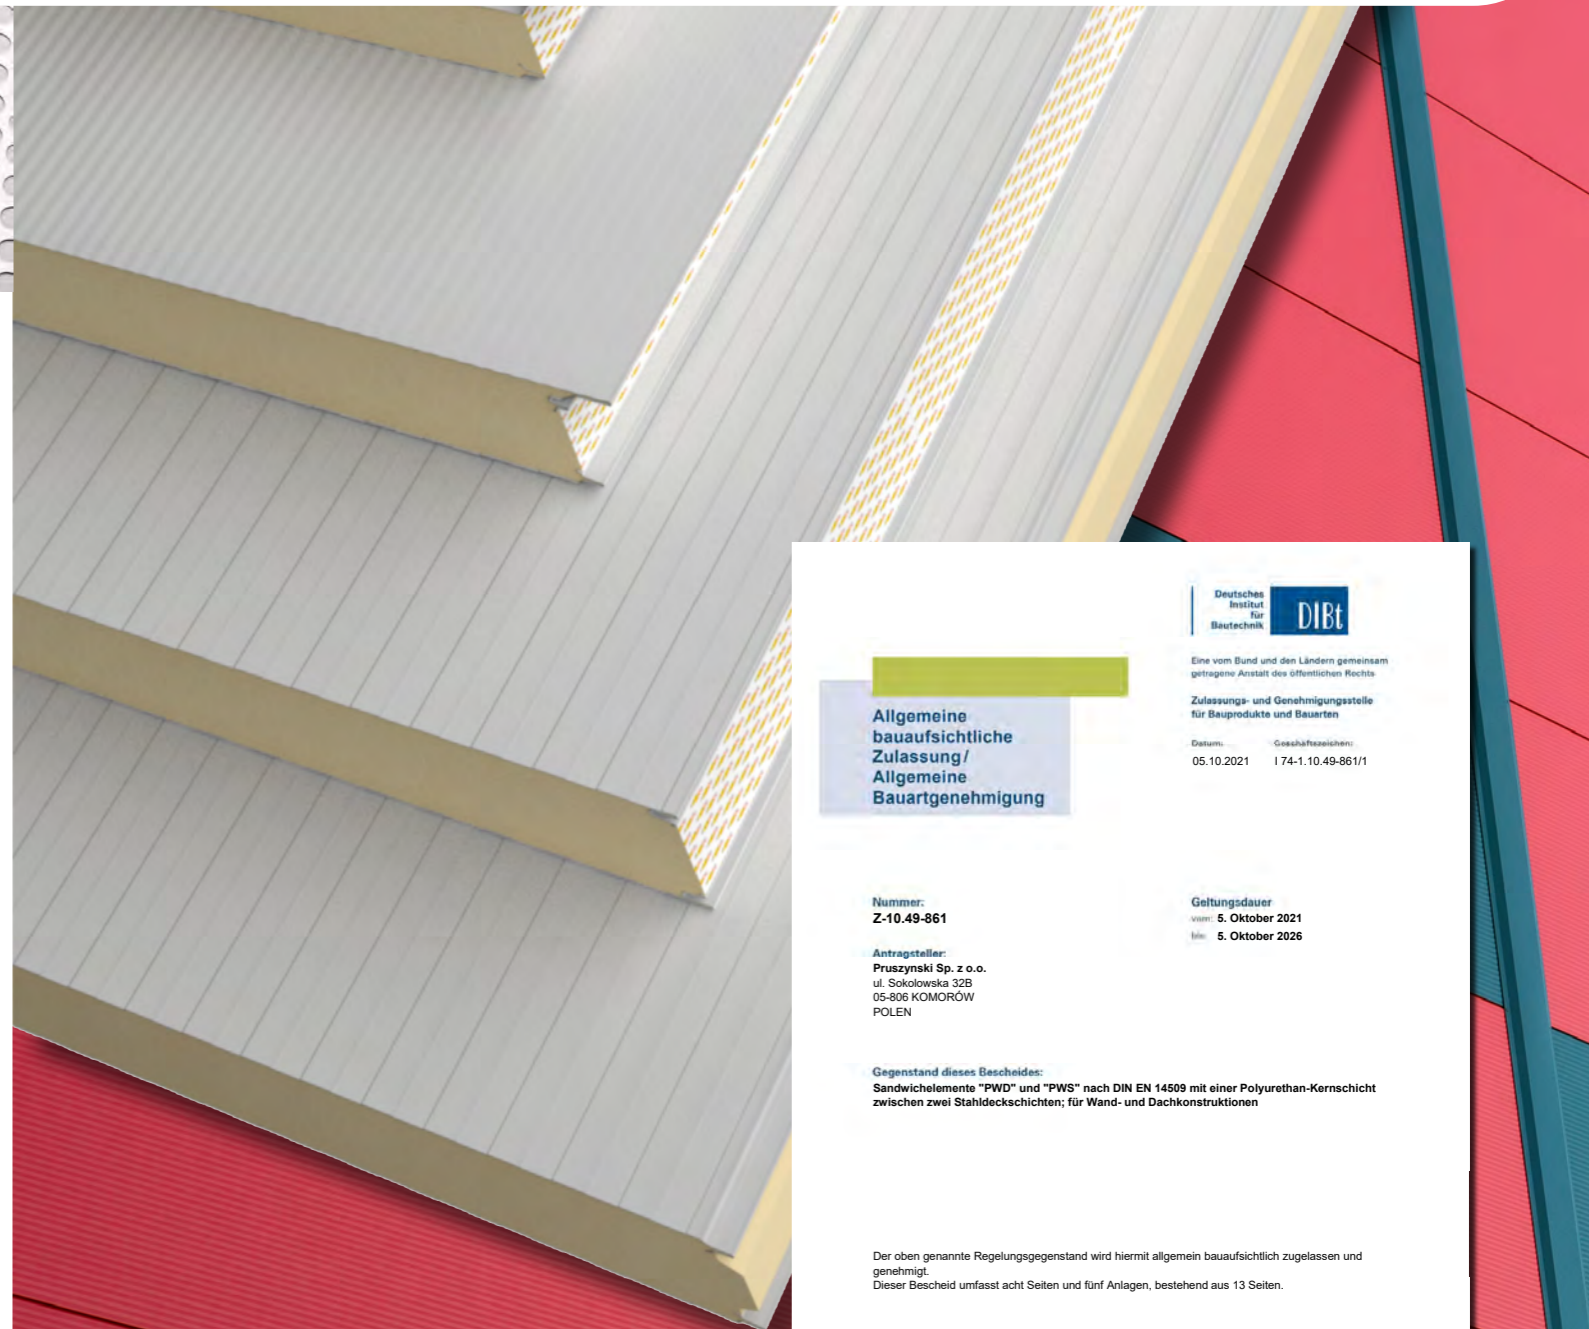 Deutsches
Institut
für
Bautechnik
DIBt
Eine vom Bund und den Ländern gemeinsam
getragene Anstalt des öffentlichen Rechts
Zulassungs- und Genehmigungsstelle
für Bauprodukte und Bauarten
Datum: Geschäftszeichen:
05.10.2021 I 74-1.10.49-861/1
Allgemeine
bauaufsichtliche
Zulassung/
Allgemeine
Bauartgenehmigung
Nummer:
Z-10.49-861
Geltungsdauer
vom: 5. Oktober 2021
bis: 5. Oktober 2026
Antragsteller:
Pruszynski Sp. z o.o.
ul. Sokolowska 32B
05-806 KOMORÓW
POLEN
Gegenstand dieses Bescheides:
Sandwichelemente "PWD" und "PWS" nach DIN EN 14509 mit einer Polyurethan-Kernschicht
zwischen zwei Stahldeckschichten; für Wand- und Dachkonstruktionen
Der oben genannte Regelungsgegenstand wird hiermit allgemein bauaufsichtlich zugelassen und
genehmigt.
Dieser Bescheid umfasst acht Seiten und fünf Anlagen, bestehend aus 13 Seiten.